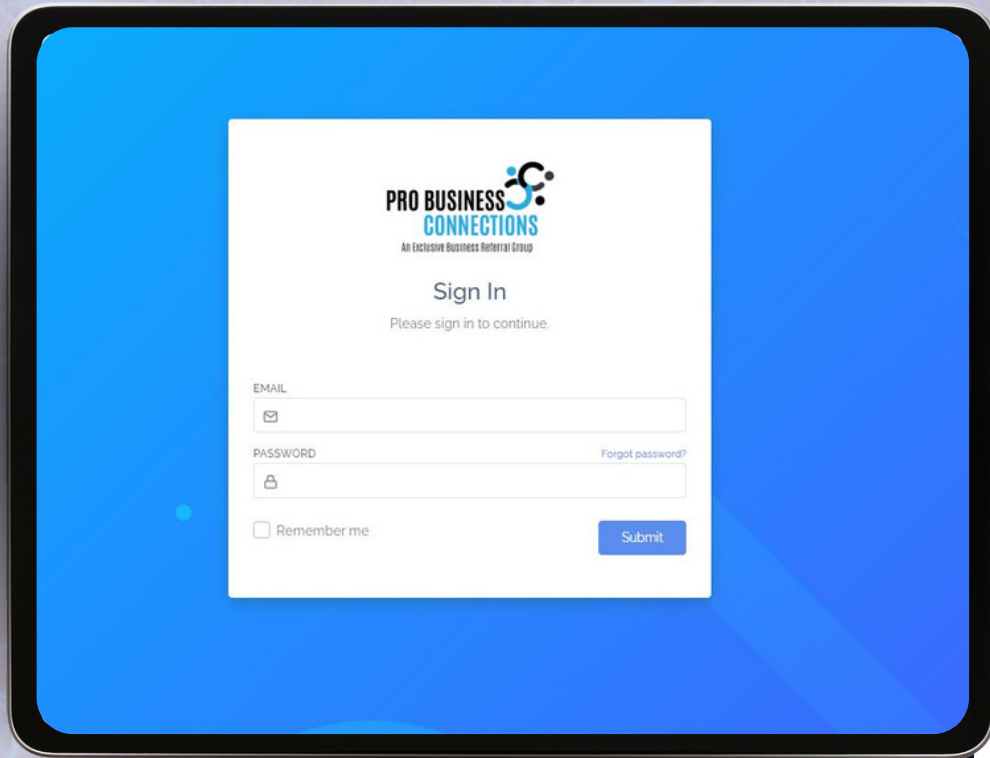 PRO BUSINESS
CONNECTIONS
An Exclusive Business Referral Group
Sign In
Please sign in to continue.
EMAIL
PASSWORD Forgot password?
Remember me Submit